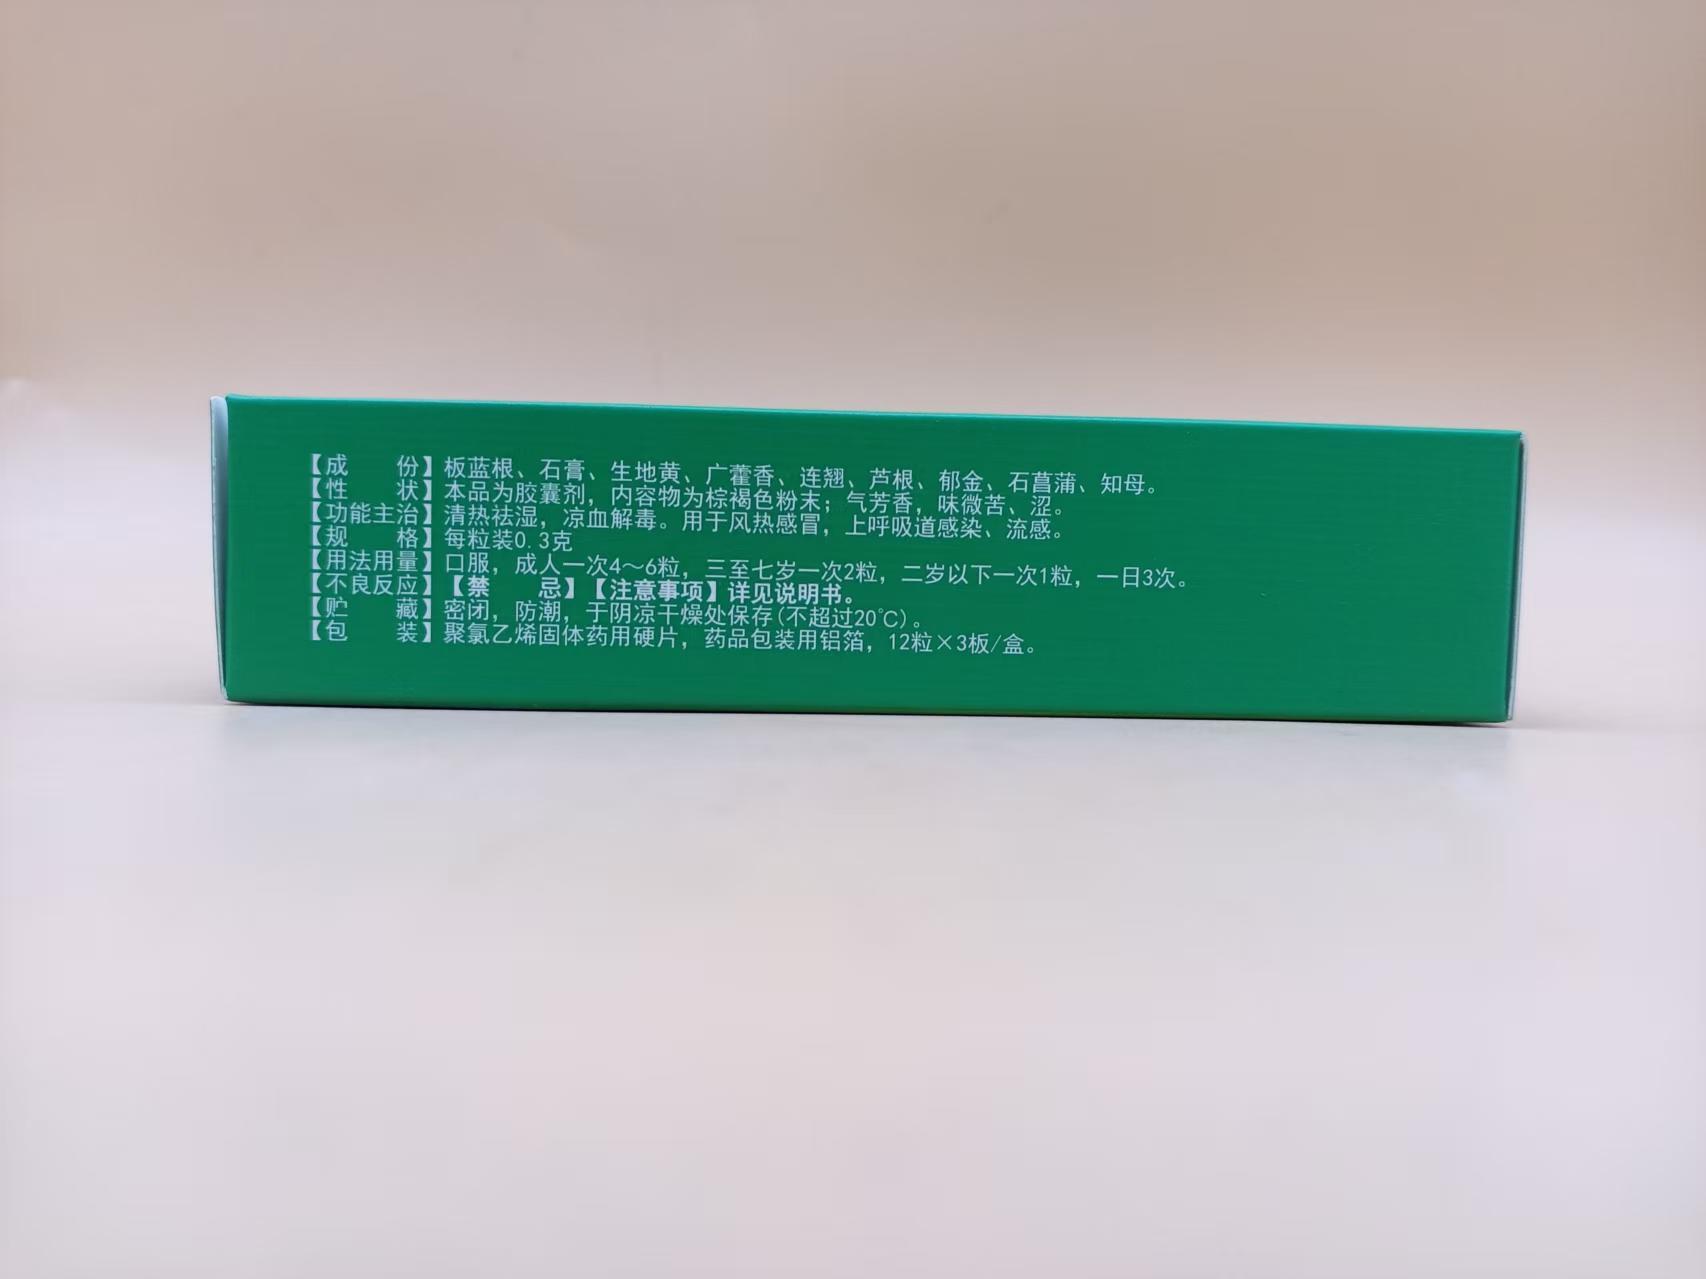 【成　　份】板蓝根、石膏、生地黄、广藿香、连翘、芦根、郁金、石菖蒲、知母。
【性　　状】本品为胶囊剂，内容物为棕褐色粉末；气芳香，味微苦、涩。
【功能主治】清热祛湿，凉血解毒。用于风热感冒，上呼吸道感染、流感。
【规　　格】每粒装0.3克
【用法用量】口服，成人一次4～6粒，三至七岁一次2粒，二岁以下一次1粒，一日3次。
【不良反应】【禁　　忌】【注意事项】详见说明书。
【贮　　藏】密闭，防潮，于阴凉干燥处保存(不超过20℃)。
【包　　装】聚氯乙烯固体药用硬片，药品包装用铝箔，12粒×3板/盒。